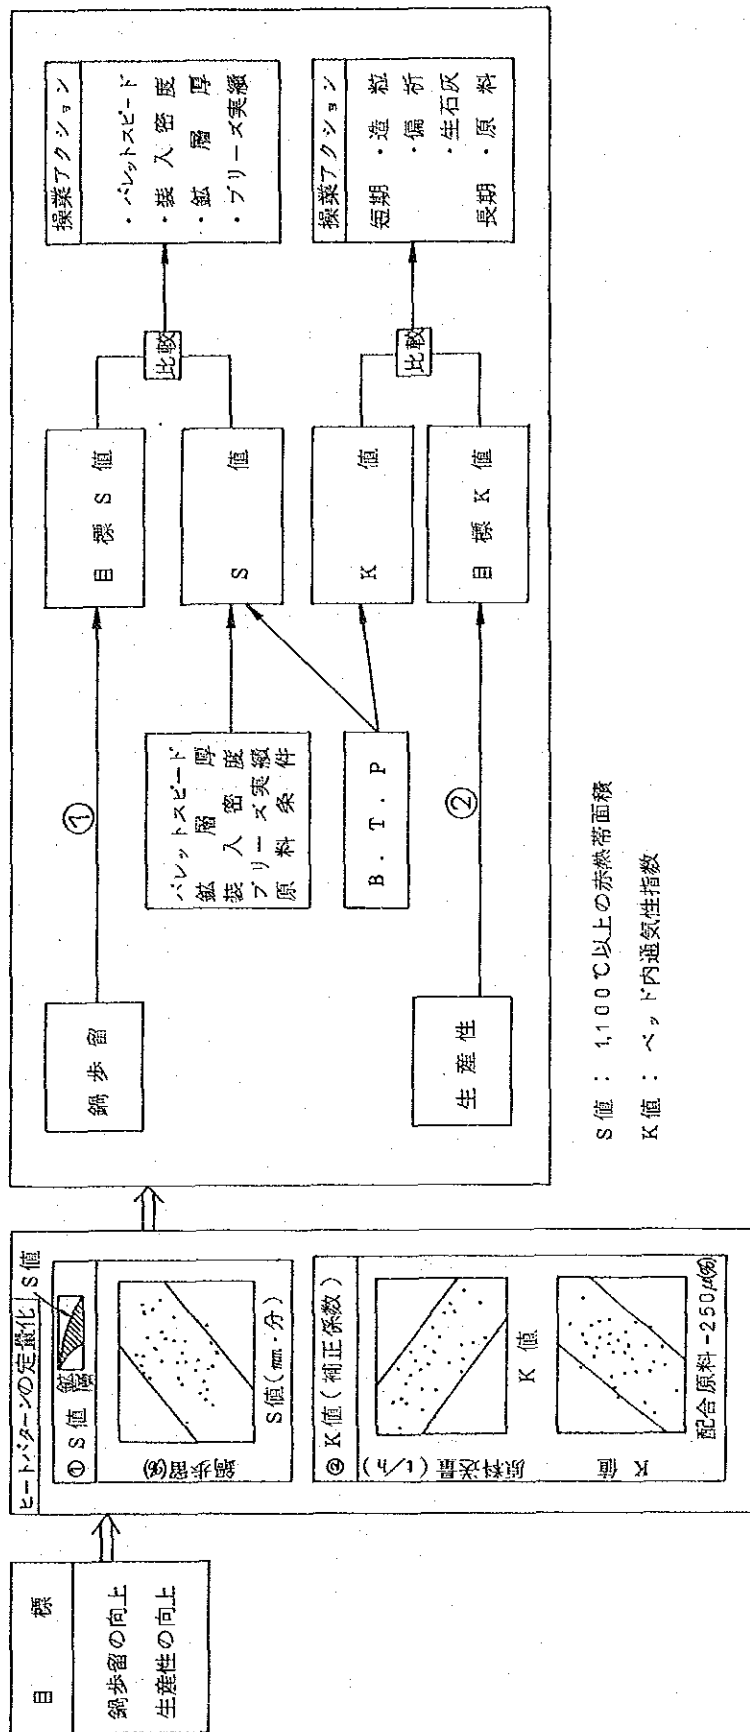 目標
鍋歩留の向上
生産性の向上
ヒートパターンの定量化
S値
① S値
鉱層
鍋歩留(%)
S値(mm・分)
② K値(補正係数)
原料送量(t/h)
K値
K値
配合原料-250μ(%)
鍋歩留
①
目標S値
パレットスピード
鉱層厚
装入密度
ブリーズ実績
原料条件
S値
比較
操業アクション
・パレットスピード
・装入密度
・鉱層厚
・ブリーズ実績
B.T.P
K値
生産性
②
目標K値
比較
操業アクション
短期・造粒
・偏析
・生石灰
長期・原料
S値：1,100℃以上の赤熱帯面積
K値：ベッド内通気性指数